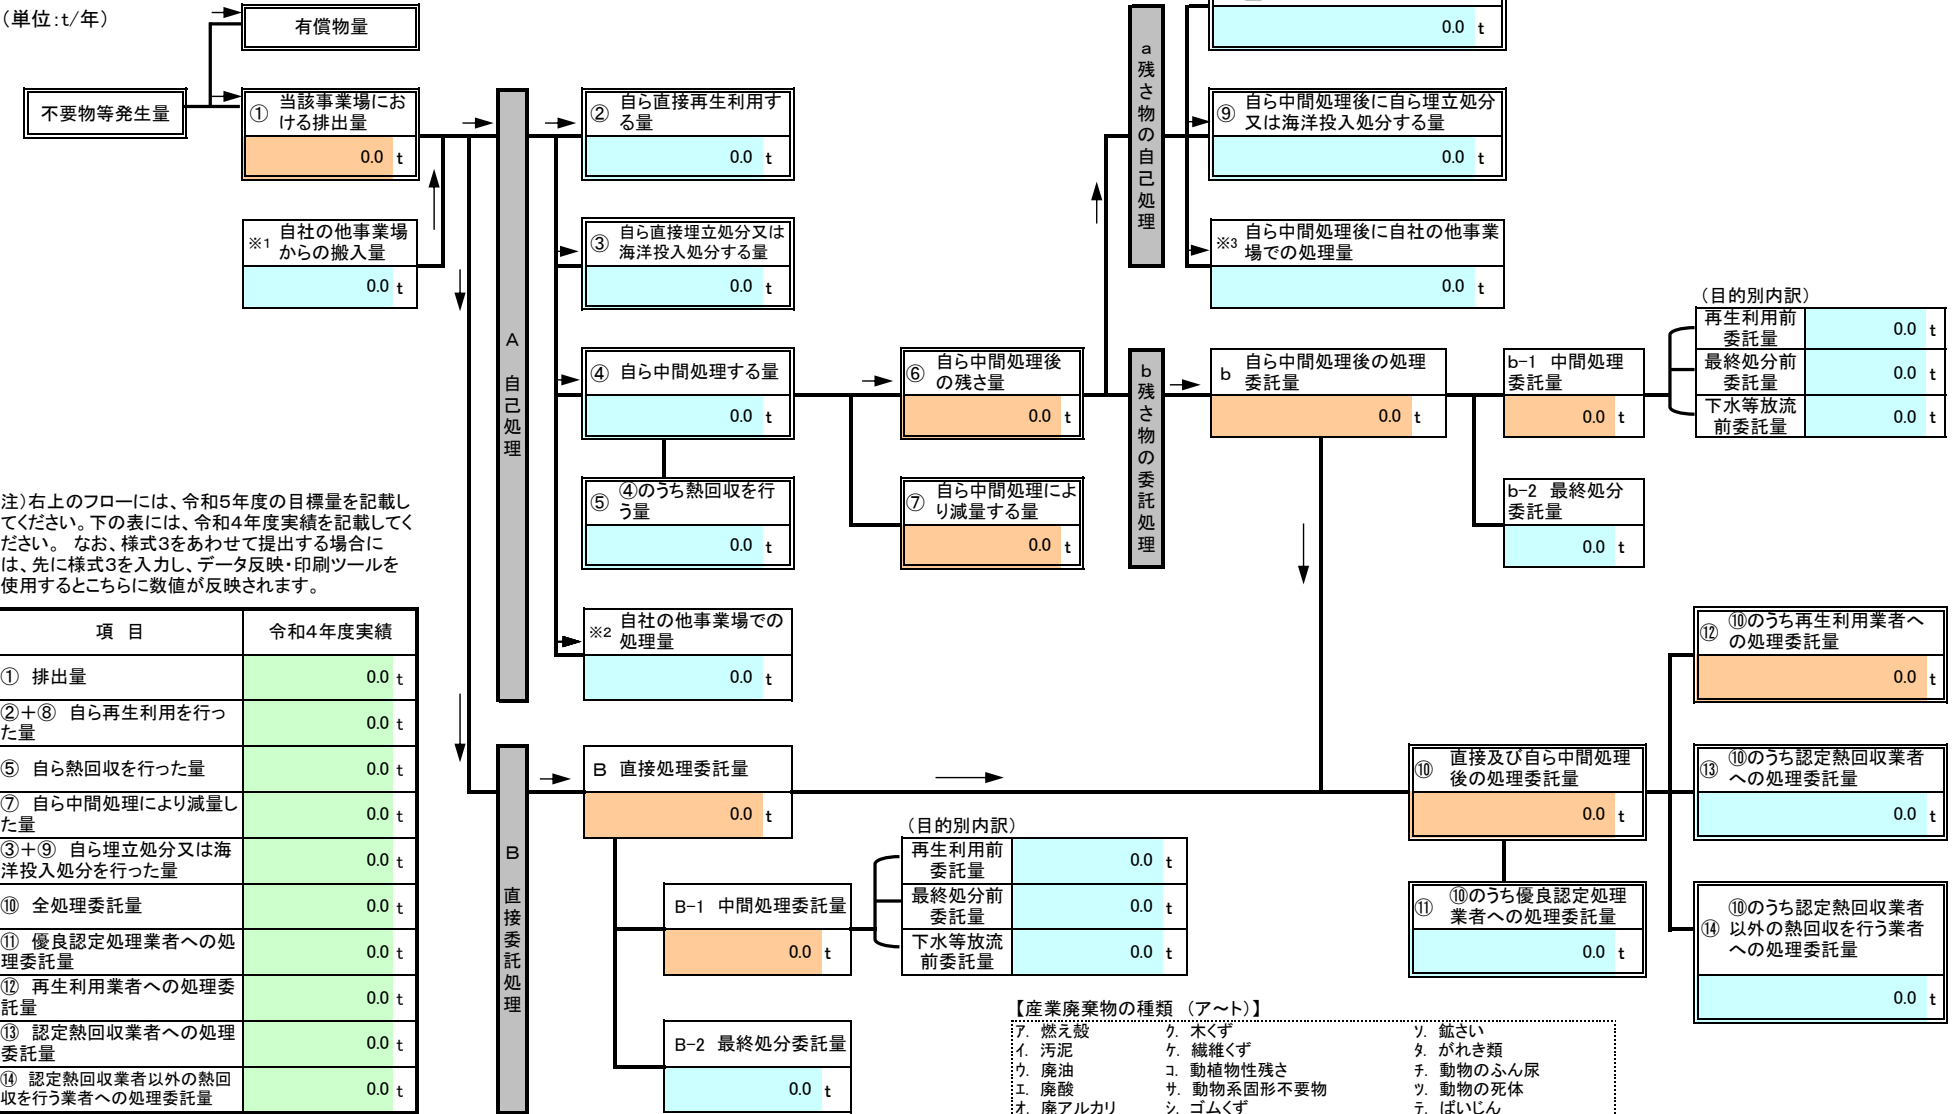 （単位：t/年）
有償物量
不要物等発生量
① 当該事業場にお
ける排出量
0.0 t
※1 自社の他事業場
からの搬入量
0.0 t
A 自己処理
② 自ら直接再生利用す
る量
0.0 t
③ 自ら直接埋立処分又は
海洋投入処分する量
0.0 t
④ 自ら中間処理する量
0.0 t
⑤ ④のうち熱回収を行
う量
0.0 t
※2 自社の他事業場での
処理量
0.0 t
⑥ 自ら中間処理後
の残さ量
0.0 t
⑦ 自ら中間処理によ
り減量する量
0.0 t
a 残さ物の自己処理
0.0 t
⑨ 自ら中間処理後に自ら埋立処分
又は海洋投入処分する量
0.0 t
※3 自ら中間処理後に自社の他事業
場での処理量
0.0 t
b 残さ物の委託処理
b 自ら中間処理後の処理
委託量
0.0 t
b-1 中間処理
委託量
0.0 t
（目的別内訳）
再生利用前
委託量 0.0 t
最終処分前
委託量 0.0 t
下水等放流
前委託量 0.0 t
b-2 最終処分
委託量
0.0 t
注）右上のフローには、令和5年度の目標量を記載し
てください。下の表には、令和4年度実績を記載してく
ださい。 なお、様式3をあわせて提出する場合に
は、先に様式3を入力し、データ反映・印刷ツールを
使用するとこちらに数値が反映されます。
項 目 令和4年度実績
① 排出量 0.0 t
②＋⑧ 自ら再生利用を行っ
た量 0.0 t
⑤ 自ら熱回収を行った量 0.0 t
⑦ 自ら中間処理により減量し
た量 0.0 t
③＋⑨ 自ら埋立処分又は海
洋投入処分を行った量 0.0 t
⑩ 全処理委託量 0.0 t
⑪ 優良認定処理業者への処
理委託量 0.0 t
⑫ 再生利用業者への処理委
託量 0.0 t
⑬ 認定熱回収業者への処理
委託量 0.0 t
⑭ 認定熱回収業者以外の熱回
収を行う業者への処理委託量 0.0 t
B 直接委託処理
B 直接処理委託量
0.0 t
B-1 中間処理委託量
0.0 t
（目的別内訳）
再生利用前
委託量 0.0 t
最終処分前
委託量 0.0 t
下水等放流
前委託量 0.0 t
B-2 最終処分委託量
0.0 t
⑩ 直接及び自ら中間処理
後の処理委託量
0.0 t
⑪ ⑩のうち優良認定処理
業者への処理委託量
0.0 t
⑫ ⑩のうち再生利用業者へ
の処理委託量
0.0 t
⑬ ⑩のうち認定熱回収業者
への処理委託量
0.0 t
⑭ ⑩のうち認定熱回収業者
以外の熱回収を行う業者
への処理委託量
0.0 t
【産業廃棄物の種類 （ア～ト）】
ｱ. 燃え殻 ｸ. 木くず ｿ. 鉱さい
ｲ. 汚泥 ｹ. 繊維くず ﾀ. がれき類
ｳ. 廃油 ｺ. 動植物性残さ ﾁ. 動物のふん尿
ｴ. 廃酸 ｻ. 動物系固形不要物 ﾂ. 動物の死体
ｵ. 廃アルカリ ｼ. ゴムくず ﾃ. ばいじん